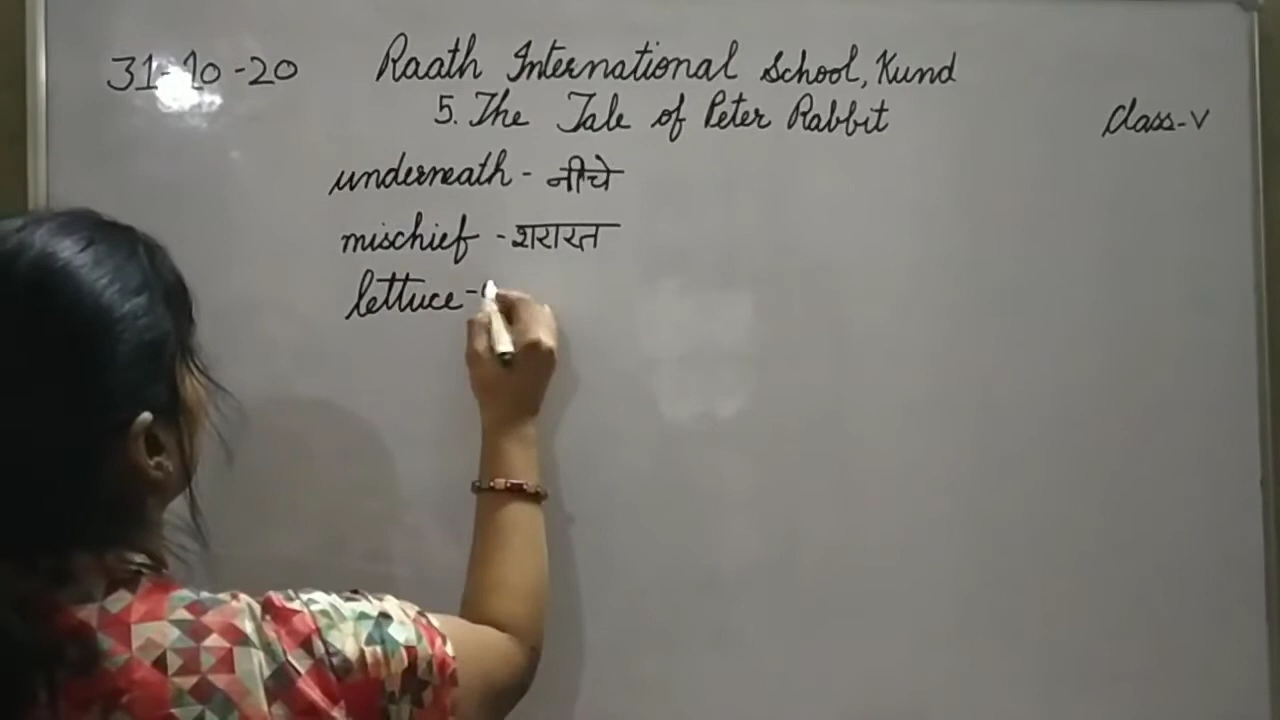 31-10-20 Raath International School, Kund
5. The Tale of Peter Rabbit Class-V
underneath - नीचे
mischief - शरारत
lettuce -